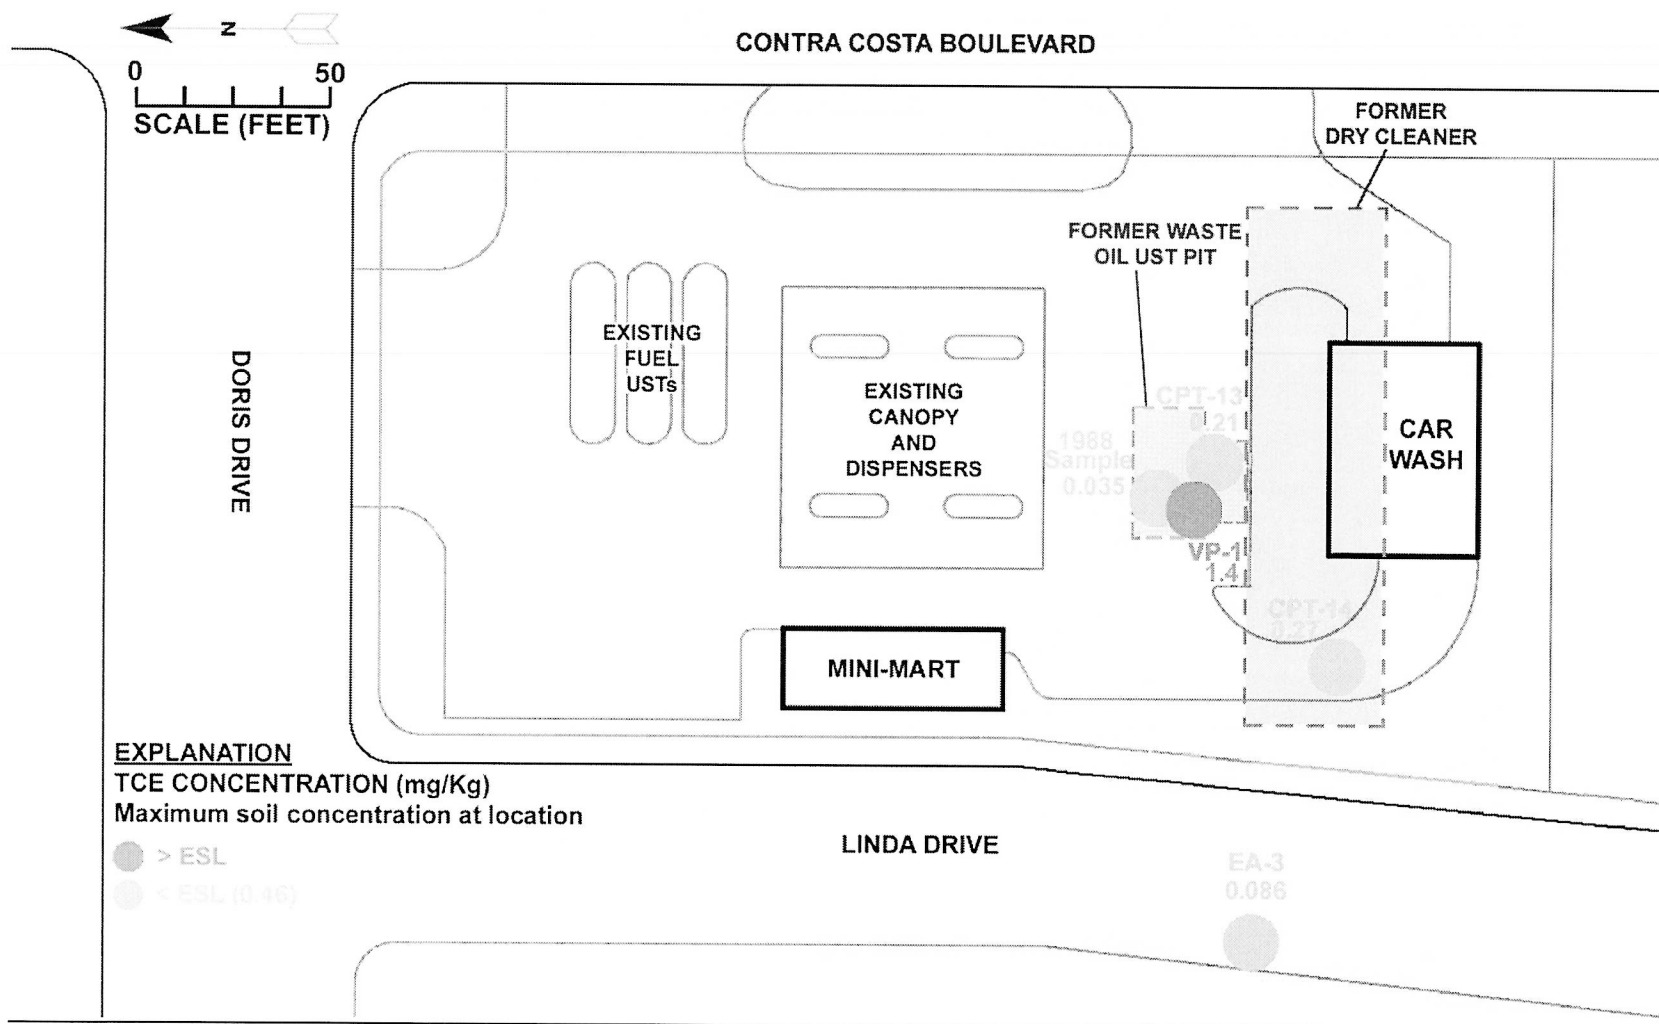 N
0 50
SCALE (FEET)
CONTRA COSTA BOULEVARD
FORMER
DRY CLEANER
FORMER WASTE
OIL UST PIT
EXISTING
FUEL
USTs
DORIS DRIVE
EXISTING
CANOPY
AND
DISPENSERS
CPT-13
0.21
1988
Sample
0.035
CAR
WASH
VP-1
1.4
CPT-14
0.27
MINI-MART
EXPLANATION
TCE CONCENTRATION (mg/Kg)
Maximum soil concentration at location
> ESL
< ESL (0.46)
LINDA DRIVE
EA-3
0.086